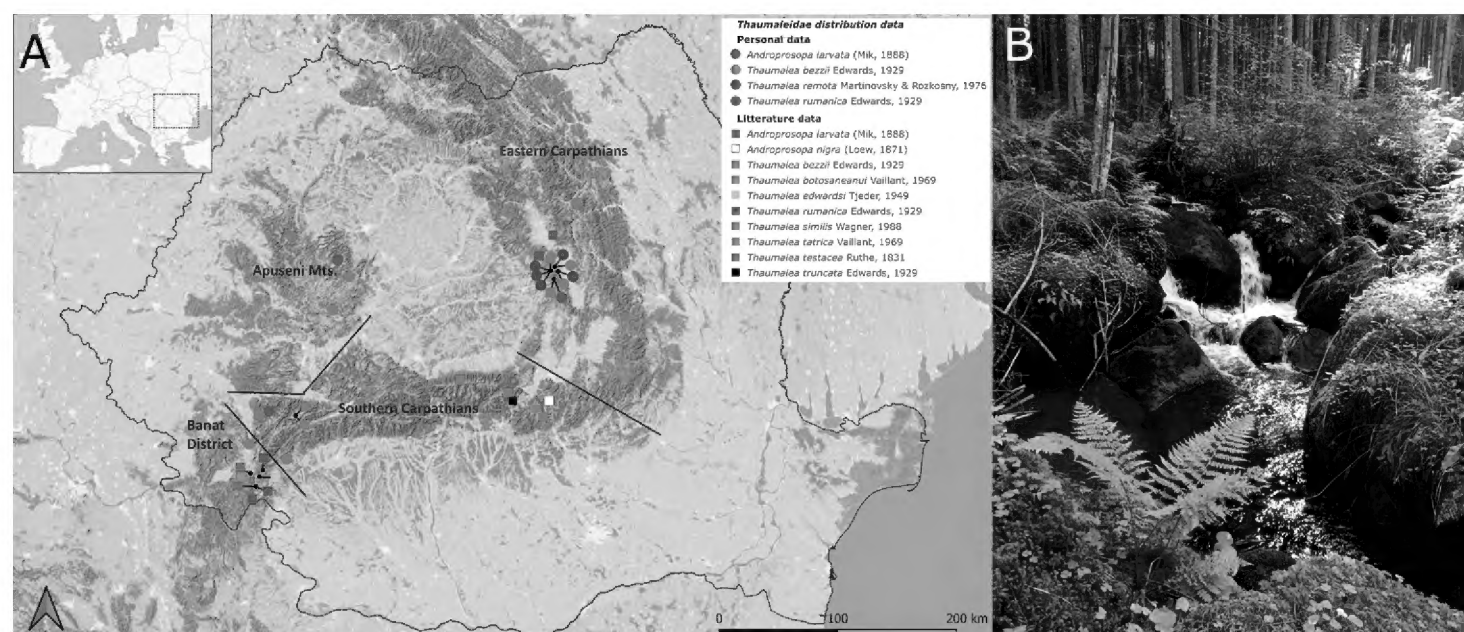 A
Thaumaleidae distribution data
Personal data
Androprosopa larvata (Mik, 1888)
Thaumalea bezzii Edwards, 1929
Thaumalea remota Martinovsky & Rozkosny, 1976
Thaumalea rumanica Edwards, 1929
Litterature data
Androprosopa larvata (Mik, 1888)
Androprosopa nigra (Loew, 1871)
Thaumalea bezzii Edwards, 1929
Thaumalea botosaneanui Vaillant, 1969
Thaumalea edwardsi Tjeder, 1949
Thaumalea rumanica Edwards, 1929
Thaumalea similis Wagner, 1988
Thaumalea tatrica Vaillant, 1969
Thaumalea testacea Ruthe, 1831
Thaumalea truncata Edwards, 1929
Eastern Carpathians
Apuseni Mts.
Southern Carpathians
Banat
District
0 100 200 km
B